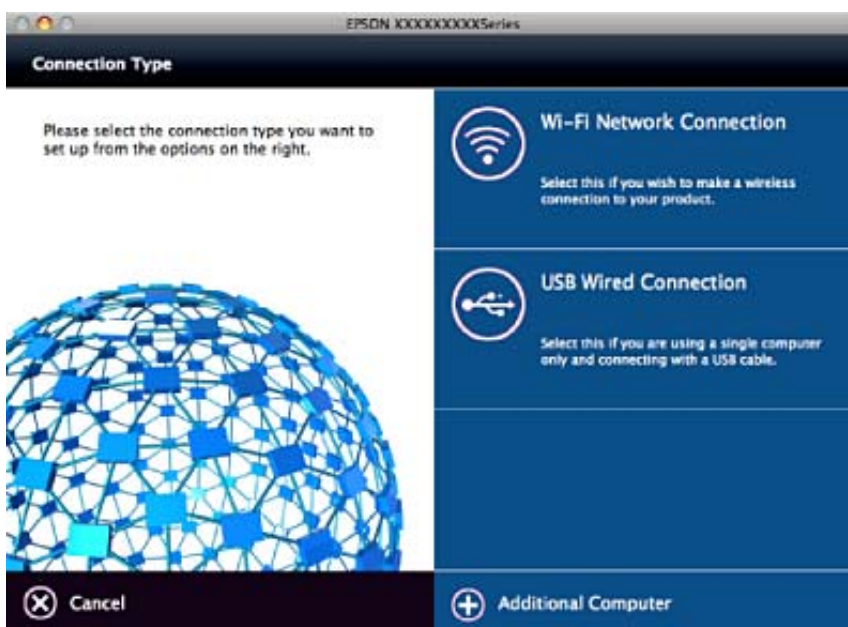 EPSON XXXXXXXXXSeries
Connection Type
Please select the connection type you want to
set up from the options on the right.
Wi-Fi Network Connection
Select this if you wish to make a wireless
connection to your product.
USB Wired Connection
Select this if you are using a single computer
only and connecting with a USB cable.
Cancel
Additional Computer